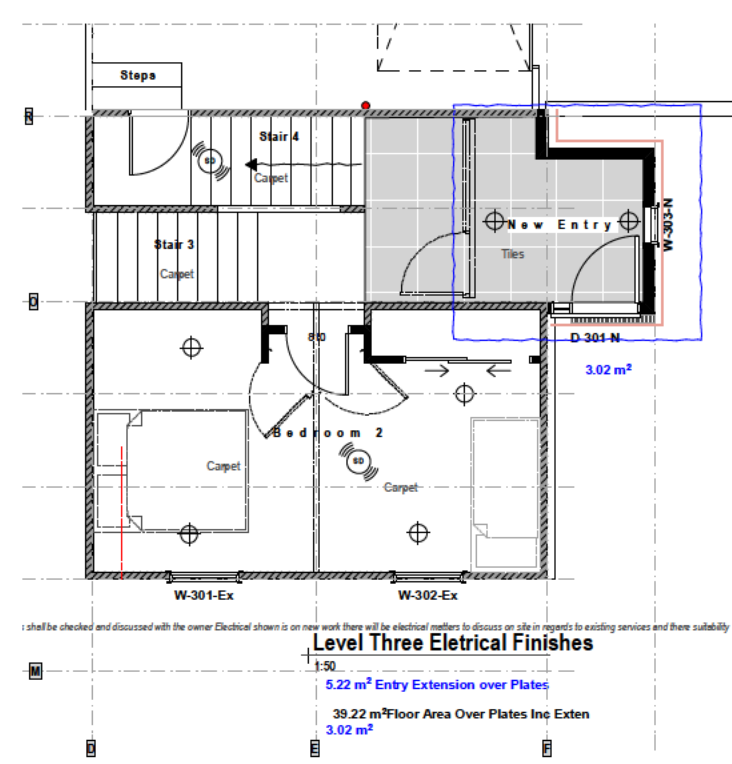 Steps
R
Stair 4
SD
Carpet
New Entry
W-303-N
Stair 3
Tiles
Carpet
O
D 301 N
3.02 m²
Bedroom 2
SD
Carpet
Carpet
W-301-Ex
W-302-Ex
s shall be checked and discussed with the owner Electrical shown is on new work there will be electrical matters to discuss on site in regards to existing services and there suitability
Level Three Eletrical Finishes
1:50
M
5.22 m² Entry Extension over Plates
39.22 m²Floor Area Over Plates Inc Exten
3.02 m²
D
E
F